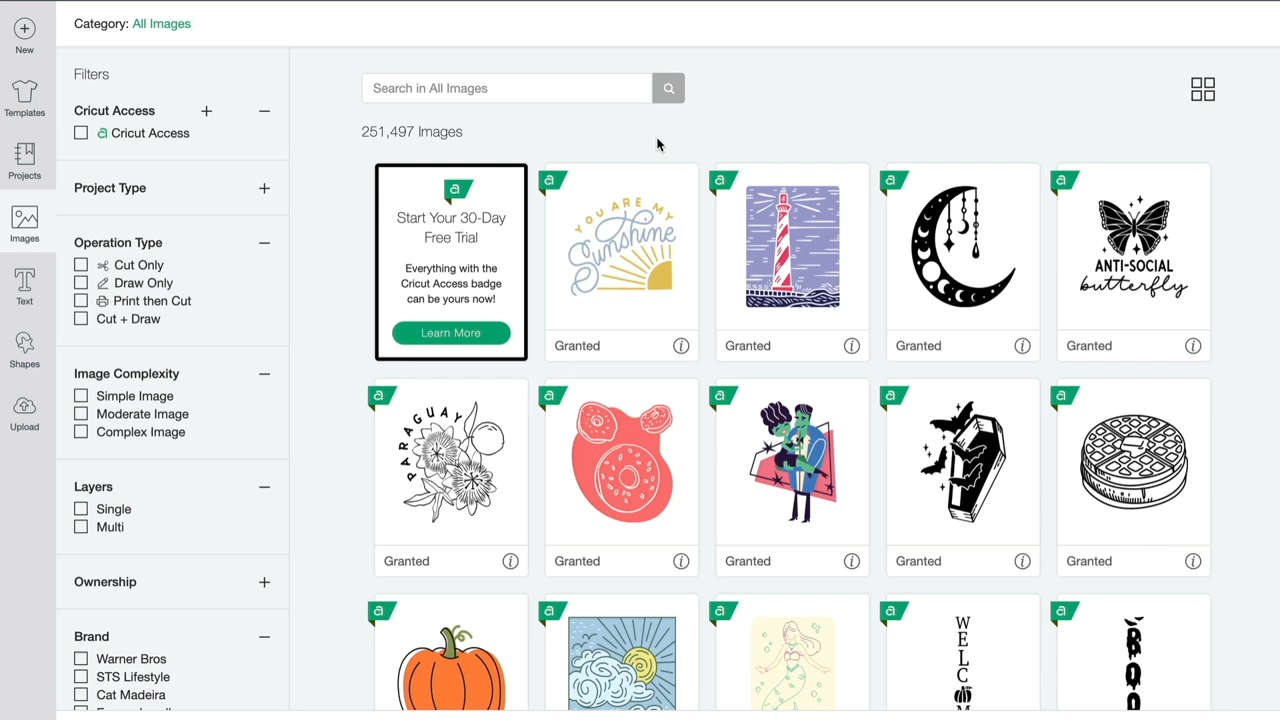 Category: All Images
New
Templates
Projects
Images
Text
Shapes
Upload
Filters
Cricut Access
a Cricut Access
Project Type
Operation Type
Cut Only
Draw Only
Print then Cut
Cut + Draw
Image Complexity
Simple Image
Moderate Image
Complex Image
Layers
Single
Multi
Ownership
Brand
Warner Bros
STS Lifestyle
Cat Madeira
Search in All Images
251,497 Images
a
Start Your 30-Day
Free Trial
Everything with the
Cricut Access badge
can be yours now!
Learn More
a
YOU ARE MY
Sunshine
Granted
a
Granted
a
Granted
a
ANTI-SOCIAL
butterfly
Granted
a
PARAGUAY
Granted
a
Granted
a
Granted
a
Granted
a
Granted
a
a
a
a
WELC
a
BOO